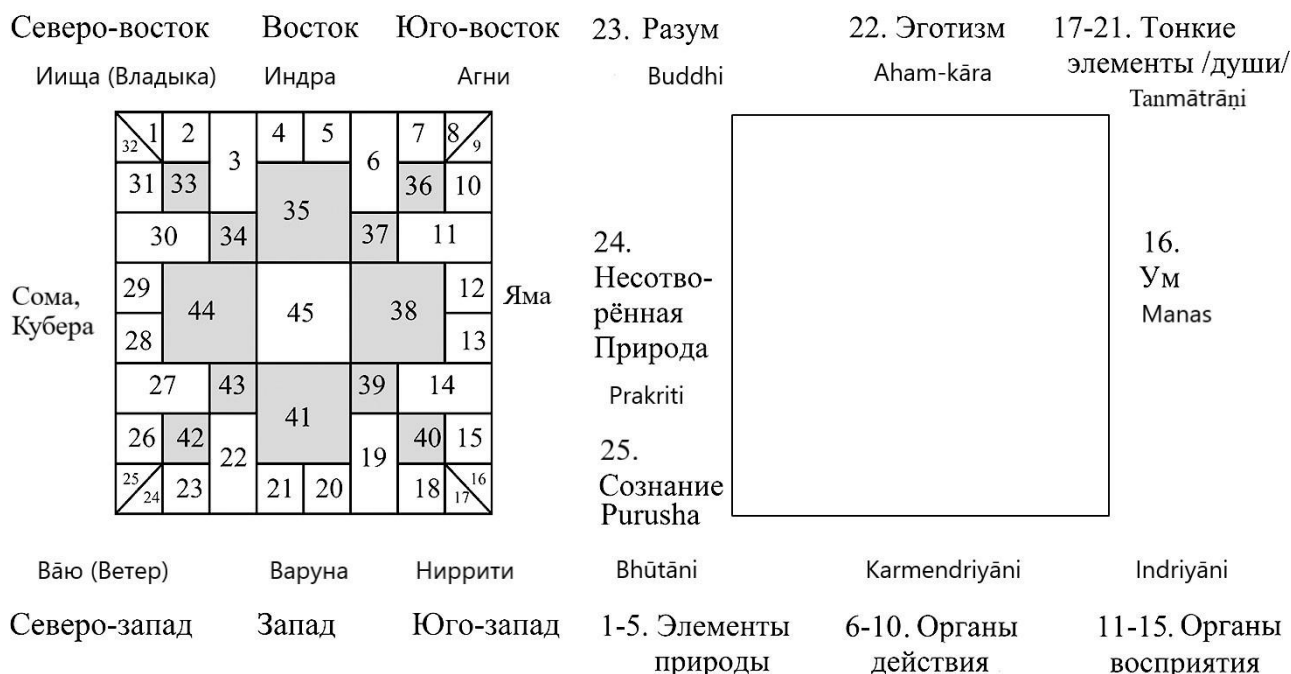 Северо-восток Восток Юго-восток 23. Разум 22. Эготизм 17-21. Тонкие
элементы /души/
Иища (Владыка) Индра Агни Buddhi Aham-kāra Tanmātrāṇi
32 1 2 3 4 5 6 7 8 9
31 33 35 36 10
30 34 37 11
24.
Несотво-
рённая
Природа
Prakriti
16.
Ум
Manas
Сома,
Кубера
29 44 45 38 12
Яма
28 13
27 43 41 39 14
26 42 22 19 40 15
25 24 23 21 20 18 17 16
25.
Сознание
Purusha
Вāю (Ветер) Варуна Ниррити Bhūtāni Karmendriyāni Indriyāni
Северо-запад Запад Юго-запад 1-5. Элементы 6-10. Органы 11-15. Органы
природы действия восприятия